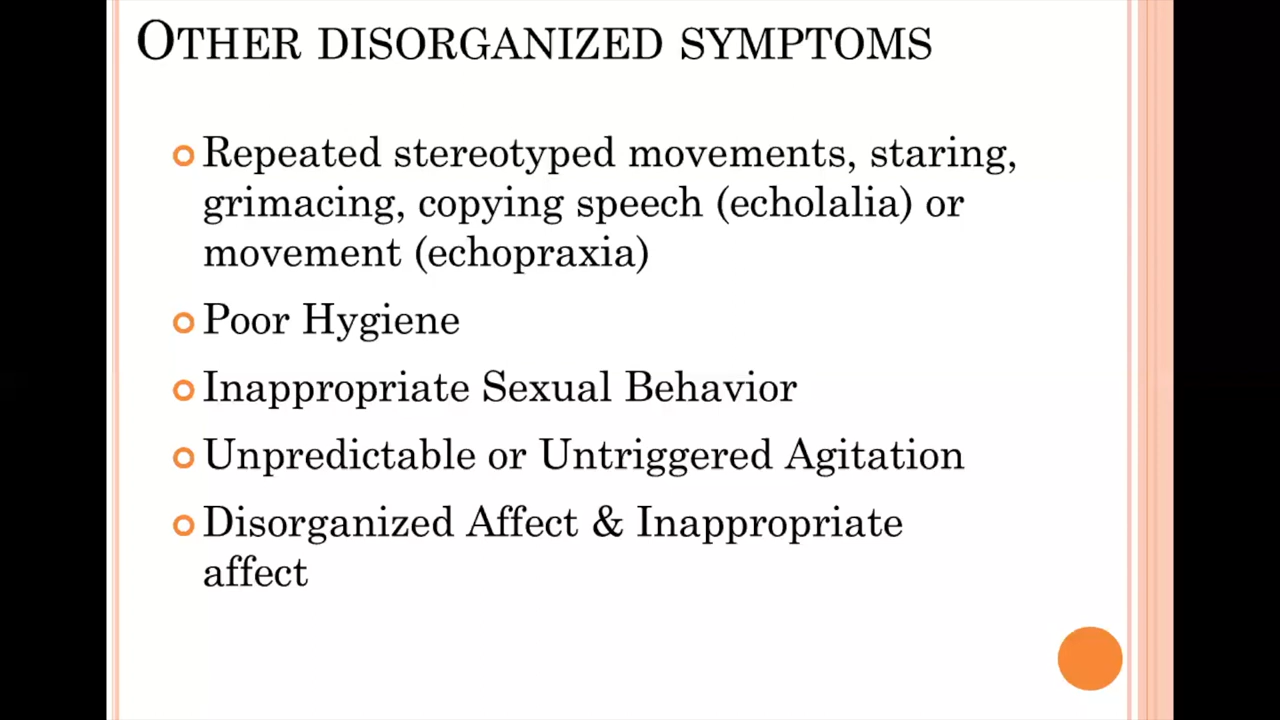 OTHER DISORGANIZED SYMPTOMS
Repeated stereotyped movements, staring,
grimacing, copying speech (echolalia) or
movement (echopraxia)
Poor Hygiene
Inappropriate Sexual Behavior
Unpredictable or Untriggered Agitation
Disorganized Affect & Inappropriate
affect